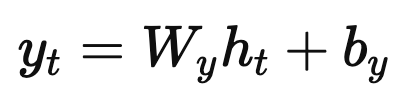 y_t = W_y h_t + b_y